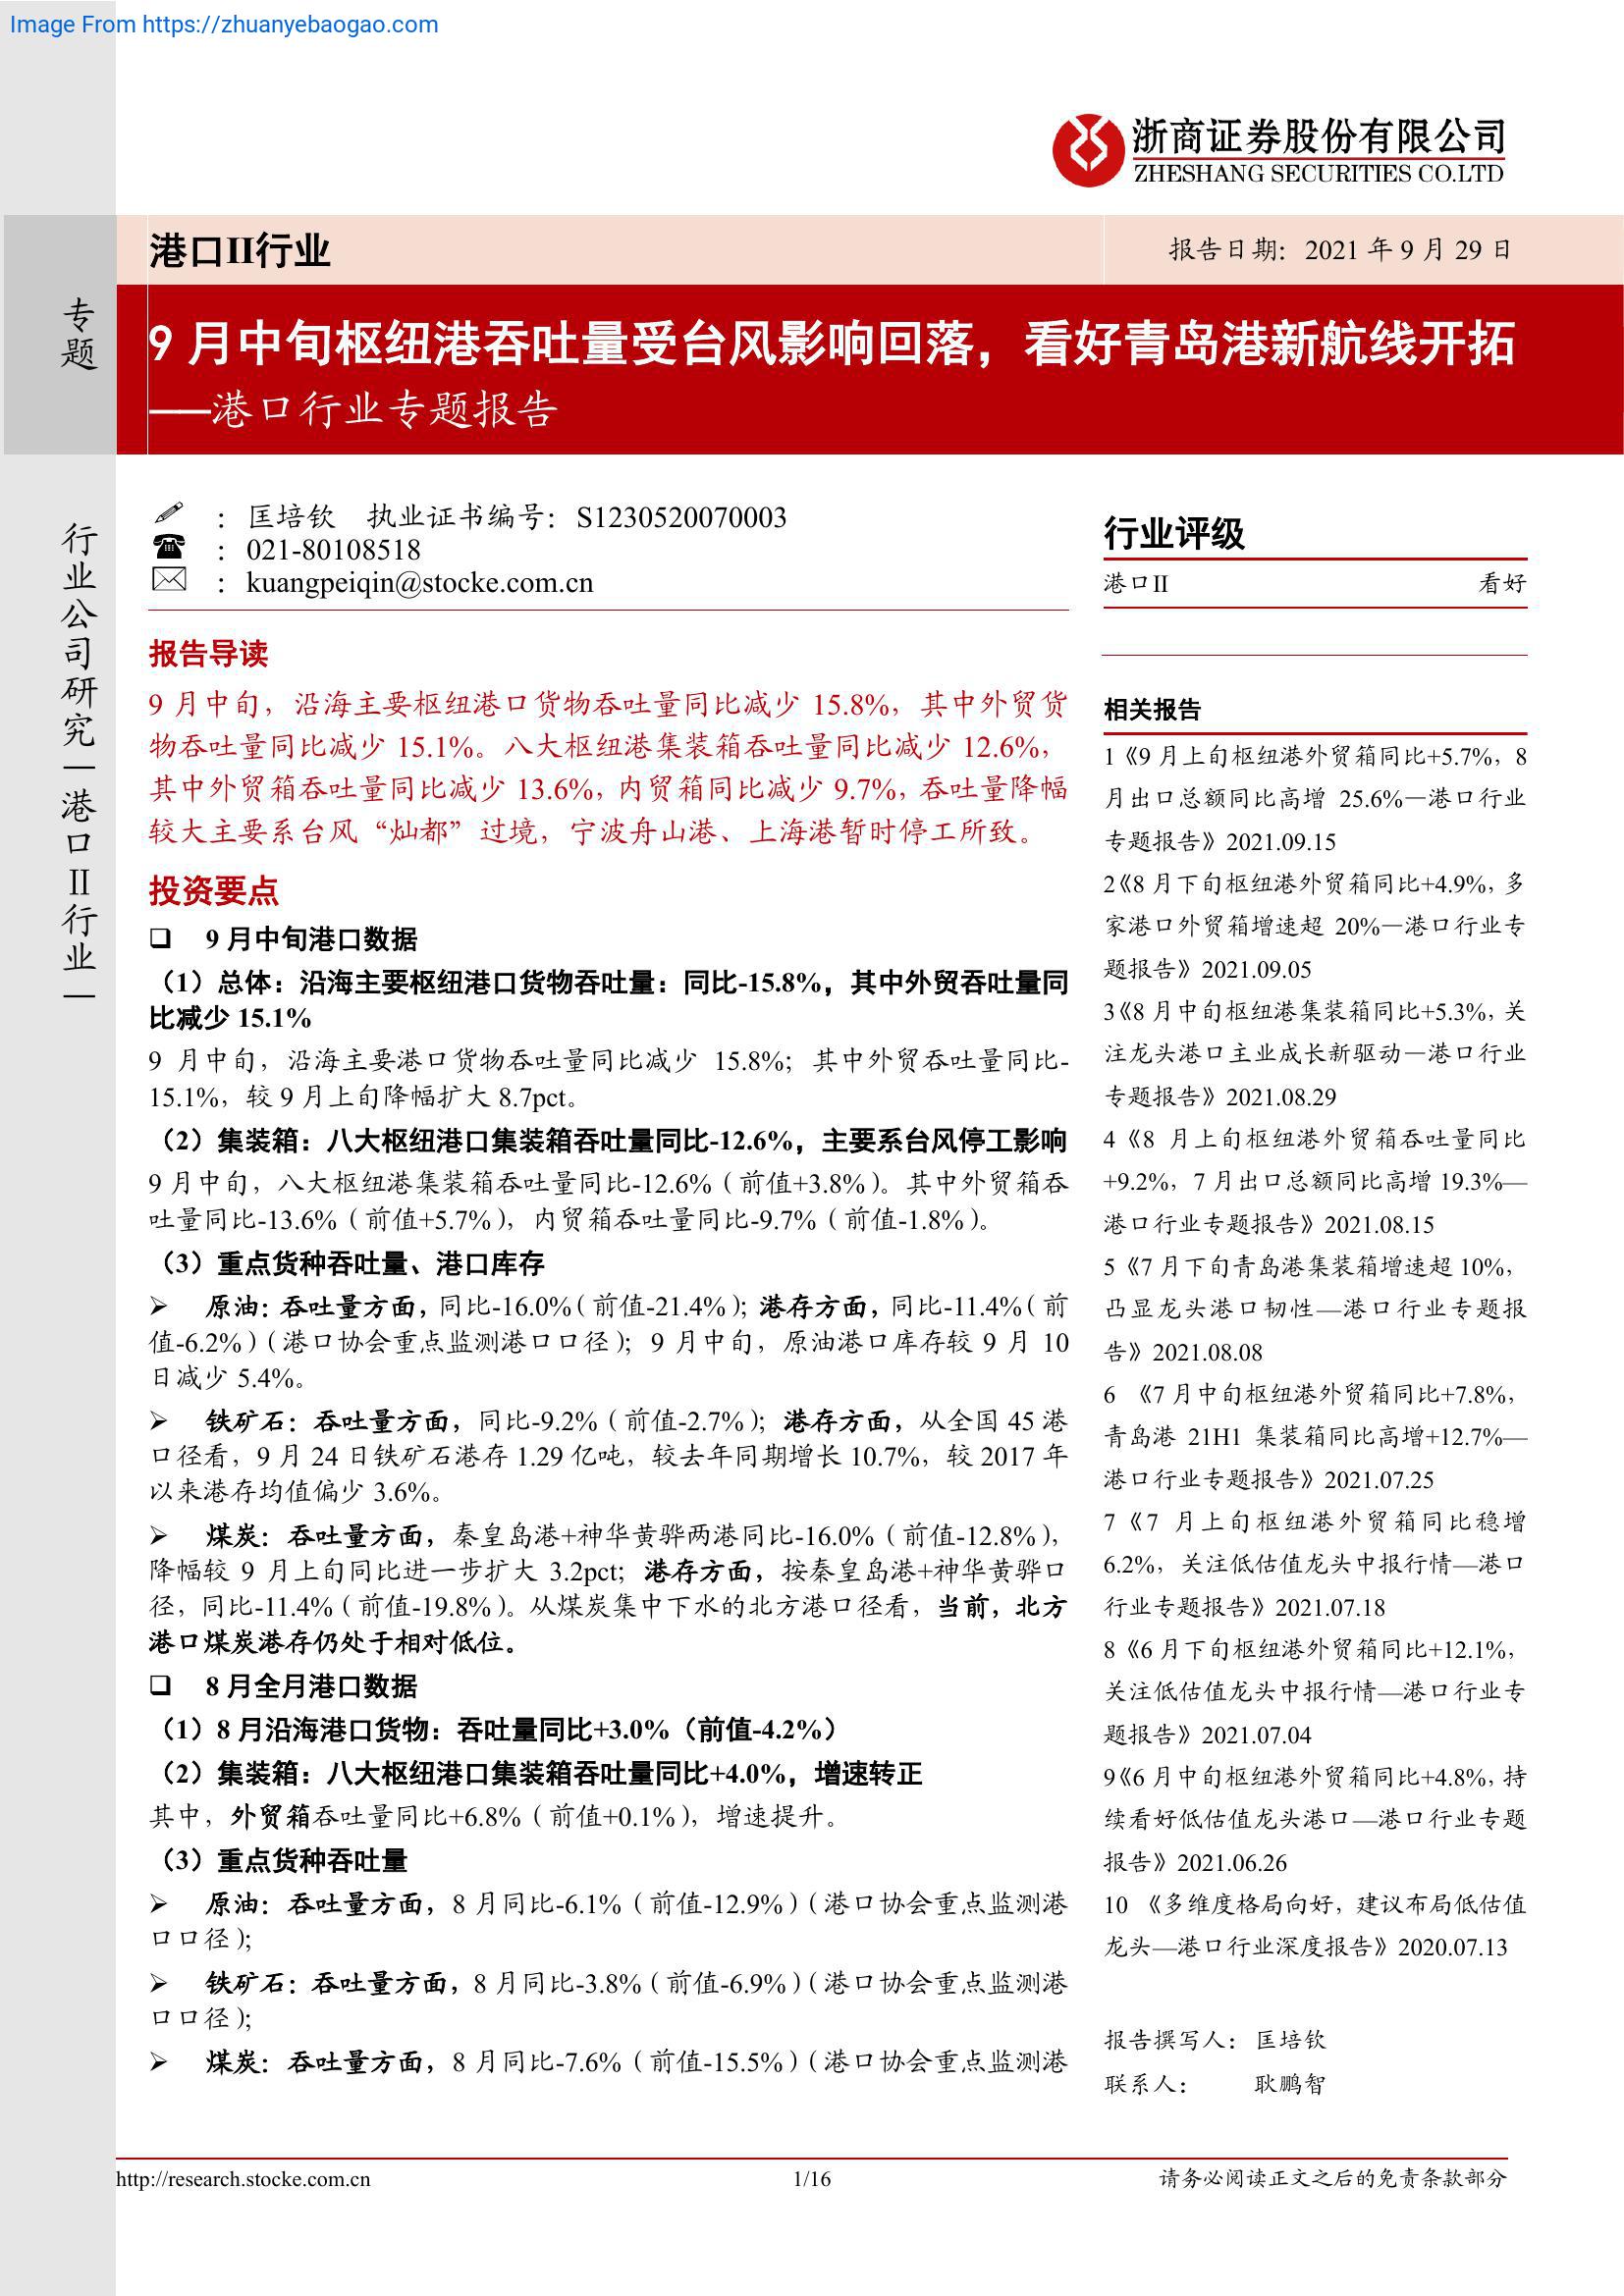 Image From https://zhuanyebaogao.com
浙商证券股份有限公司
ZHESHANG SECURITIES CO.LTD
港口II行业
报告日期：2021 年 9 月 29 日
专题
9 月中旬枢纽港吞吐量受台风影响回落，看好青岛港新航线开拓
——港口行业专题报告
行业公司研究｜港口II行业｜
：匡培钦 执业证书编号：S1230520070003
：021-80108518
：kuangpeiqin@stocke.com.cn
报告导读
9 月中旬，沿海主要枢纽港口货物吞吐量同比减少 15.8%，其中外贸货
物吞吐量同比减少 15.1%。八大枢纽港集装箱吞吐量同比减少 12.6%，
其中外贸箱吞吐量同比减少 13.6%，内贸箱同比减少 9.7%，吞吐量降幅
较大主要系台风“灿都”过境，宁波舟山港、上海港暂时停工所致。
投资要点
❑ 9 月中旬港口数据
（1）总体：沿海主要枢纽港口货物吞吐量：同比-15.8%，其中外贸吞吐量同
比减少 15.1%
9 月中旬，沿海主要港口货物吞吐量同比减少 15.8%；其中外贸吞吐量同比-
15.1%，较 9 月上旬降幅扩大 8.7pct。
（2）集装箱：八大枢纽港口集装箱吞吐量同比-12.6%，主要系台风停工影响
9 月中旬，八大枢纽港集装箱吞吐量同比-12.6%（前值+3.8%）。其中外贸箱吞
吐量同比-13.6%（前值+5.7%），内贸箱吞吐量同比-9.7%（前值-1.8%）。
（3）重点货种吞吐量、港口库存
➢ 原油：吞吐量方面，同比-16.0%（前值-21.4%）；港存方面，同比-11.4%（前
值-6.2%）（港口协会重点监测港口口径）；9 月中旬，原油港口库存较 9 月 10
日减少 5.4%。
➢ 铁矿石：吞吐量方面，同比-9.2%（前值-2.7%）；港存方面，从全国 45 港
口径看，9 月 24 日铁矿石港存 1.29 亿吨，较去年同期增长 10.7%，较 2017 年
以来港存均值偏少 3.6%。
➢ 煤炭：吞吐量方面，秦皇岛港+神华黄骅两港同比-16.0%（前值-12.8%），
降幅较 9 月上旬同比进一步扩大 3.2pct；港存方面，按秦皇岛港+神华黄骅口
径，同比-11.4%（前值-19.8%）。从煤炭集中下水的北方港口径看，当前，北方
港口煤炭港存仍处于相对低位。
❑ 8 月全月港口数据
（1）8 月沿海港口货物：吞吐量同比+3.0%（前值-4.2%）
（2）集装箱：八大枢纽港口集装箱吞吐量同比+4.0%，增速转正
其中，外贸箱吞吐量同比+6.8%（前值+0.1%），增速提升。
（3）重点货种吞吐量
➢ 原油：吞吐量方面，8 月同比-6.1%（前值-12.9%）（港口协会重点监测港
口口径）；
➢ 铁矿石：吞吐量方面，8 月同比-3.8%（前值-6.9%）（港口协会重点监测港
口口径）；
➢ 煤炭：吞吐量方面，8 月同比-7.6%（前值-15.5%）（港口协会重点监测港
行业评级
港口II 看好
相关报告
1《9 月上旬枢纽港外贸箱同比+5.7%，8
月出口总额同比高增 25.6%—港口行业
专题报告》2021.09.15
2《8 月下旬枢纽港外贸箱同比+4.9%，多
家港口外贸箱增速超 20%—港口行业专
题报告》2021.09.05
3《8 月中旬枢纽港集装箱同比+5.3%，关
注龙头港口主业成长新驱动—港口行业
专题报告》2021.08.29
4《8 月上旬枢纽港外贸箱吞吐量同比
+9.2%，7 月出口总额同比高增 19.3%—
港口行业专题报告》2021.08.15
5《7 月下旬青岛港集装箱增速超 10%，
凸显龙头港口韧性—港口行业专题报
告》2021.08.08
6 《7 月中旬枢纽港外贸箱同比+7.8%，
青岛港 21H1 集装箱同比高增+12.7%—
港口行业专题报告》2021.07.25
7《7 月上旬枢纽港外贸箱同比稳增
6.2%，关注低估值龙头中报行情—港口
行业专题报告》2021.07.18
8《6 月下旬枢纽港外贸箱同比+12.1%，
关注低估值龙头中报行情—港口行业专
题报告》2021.07.04
9《6 月中旬枢纽港外贸箱同比+4.8%，持
续看好低估值龙头港口—港口行业专题
报告》2021.06.26
10 《多维度格局向好，建议布局低估值
龙头—港口行业深度报告》2020.07.13
报告撰写人： 匡培钦
联系人： 耿鹏智
http://research.stocke.com.cn
1/16
请务必阅读正文之后的免责条款部分